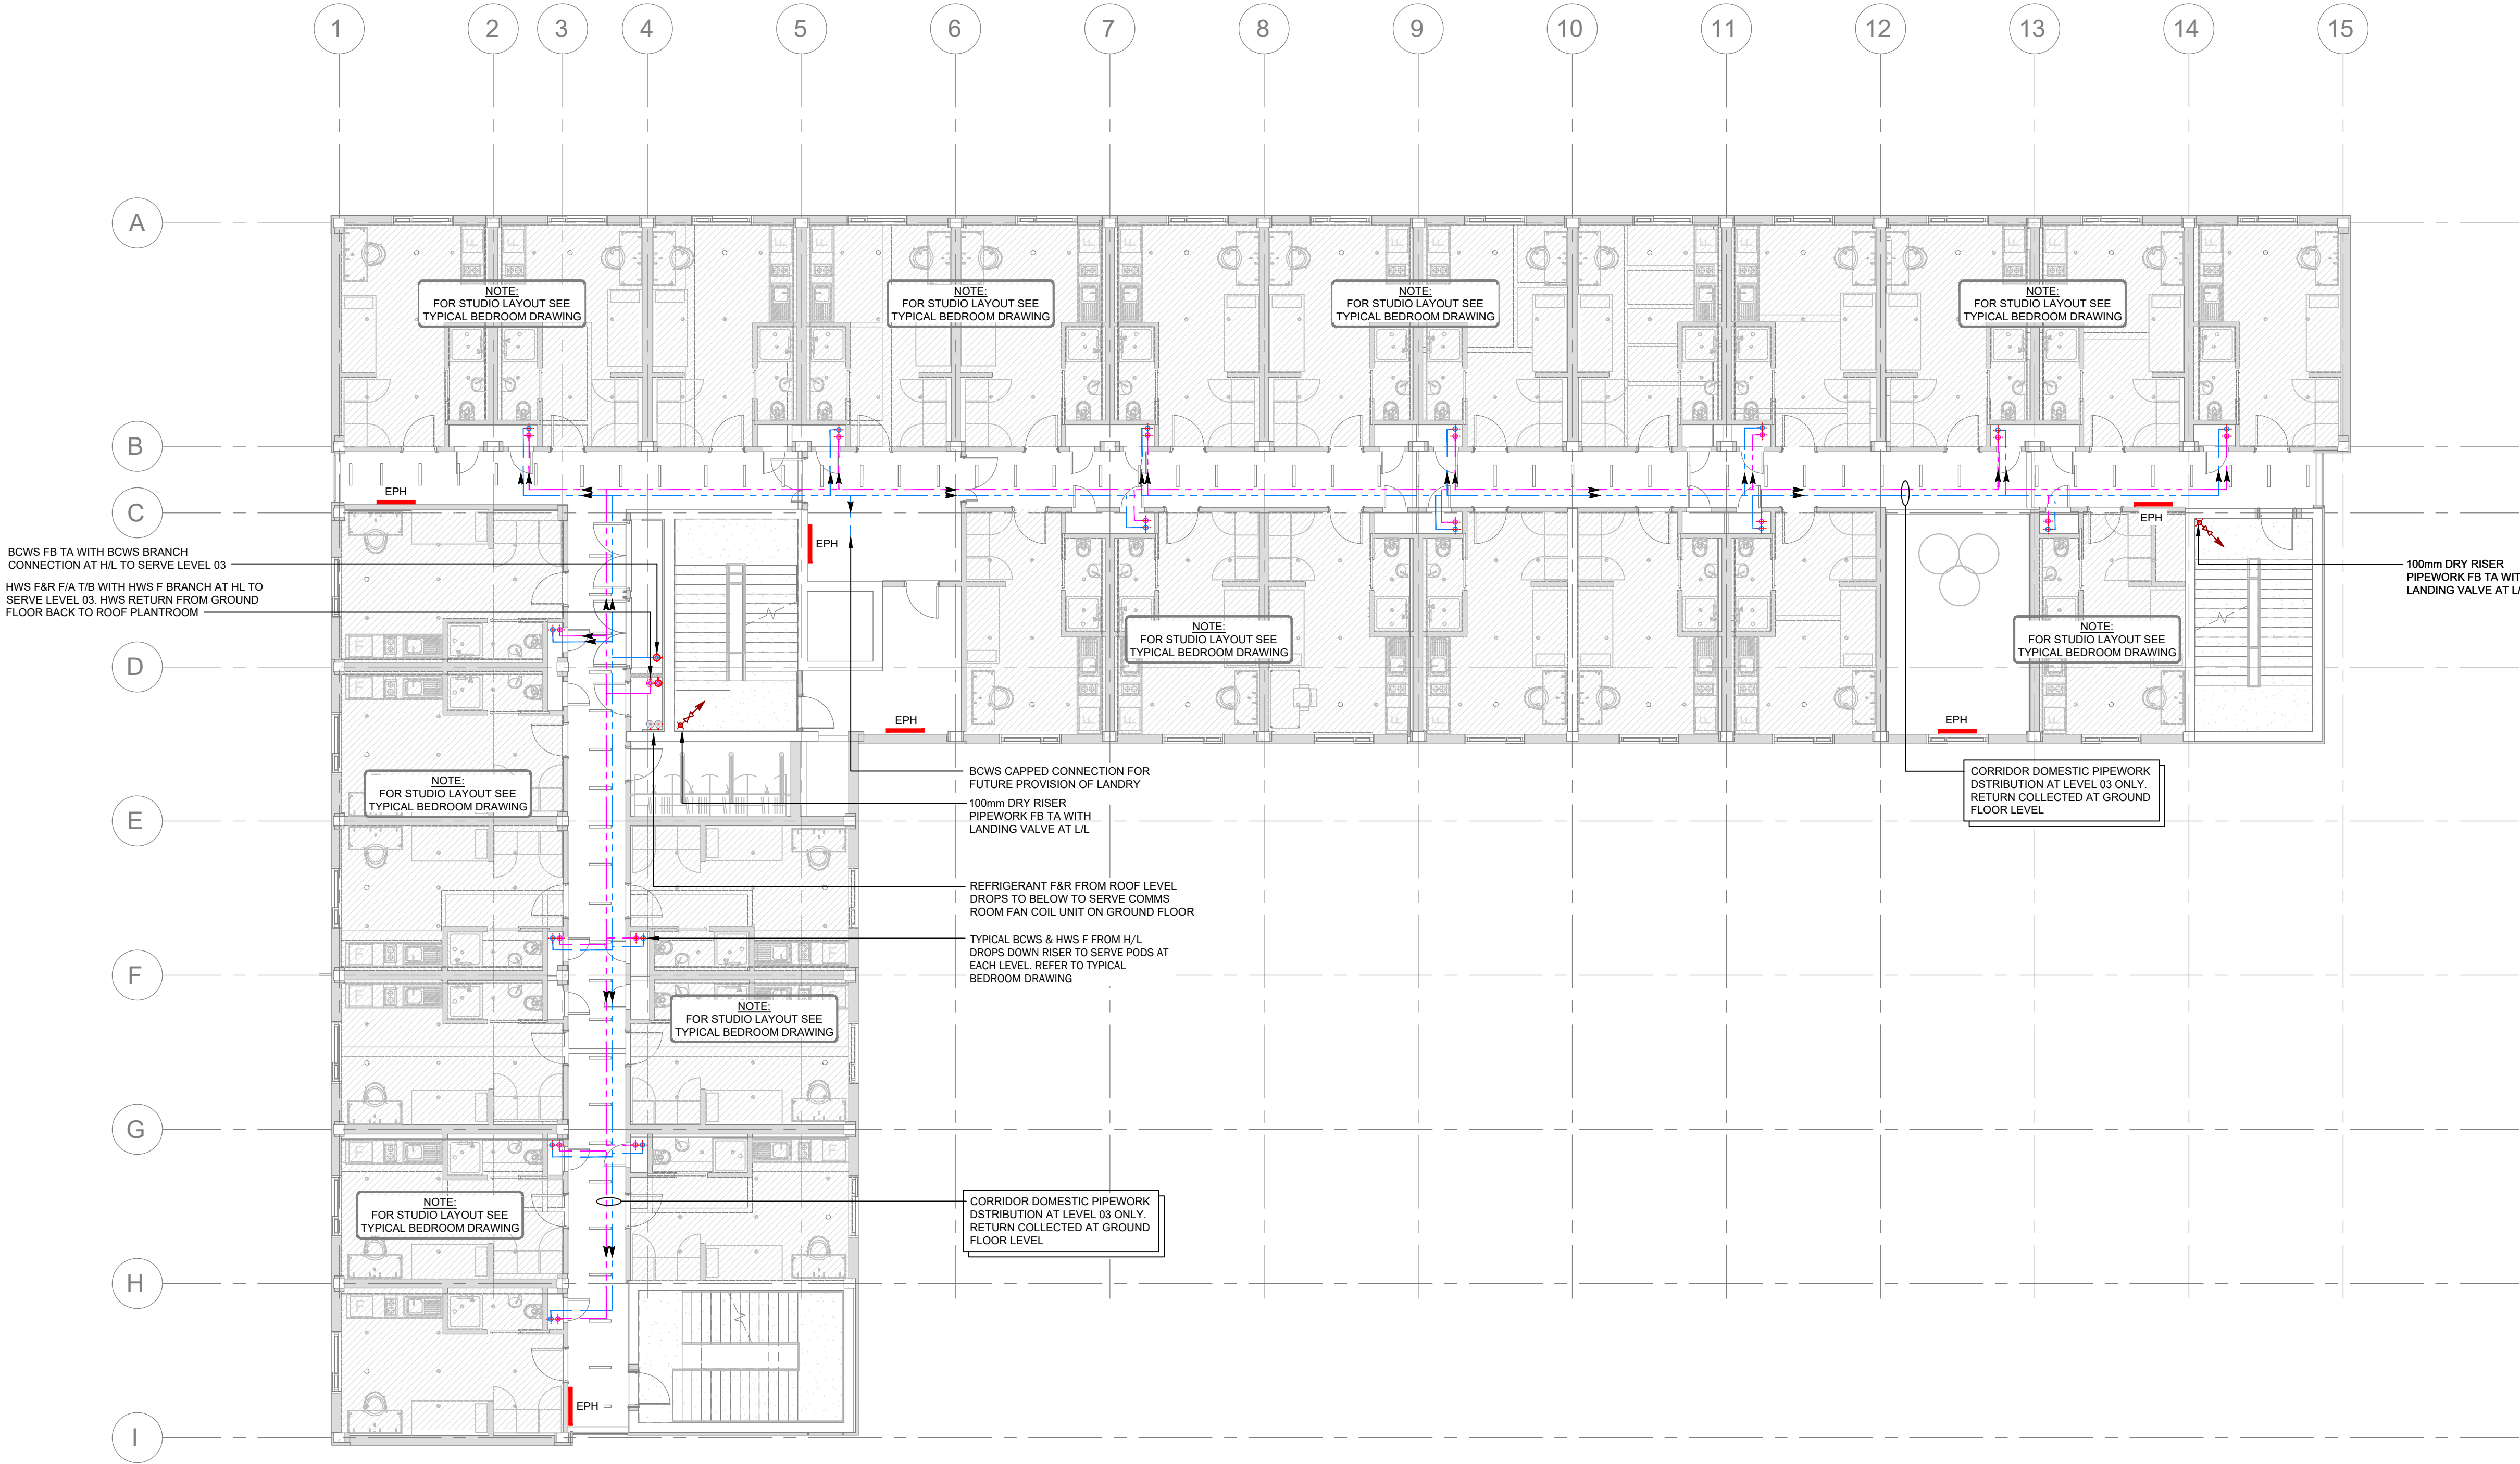 1
2
3
4
5
6
7
8
9
10
11
12
13
14
15
A
B
C
D
E
F
G
H
I
NOTE:
FOR STUDIO LAYOUT SEE
TYPICAL BEDROOM DRAWING
NOTE:
FOR STUDIO LAYOUT SEE
TYPICAL BEDROOM DRAWING
NOTE:
FOR STUDIO LAYOUT SEE
TYPICAL BEDROOM DRAWING
NOTE:
FOR STUDIO LAYOUT SEE
TYPICAL BEDROOM DRAWING
EPH
EPH
EPH
BCWS FB TA WITH BCWS BRANCH
CONNECTION AT H/L TO SERVE LEVEL 03
HWS F&R F/A T/B WITH HWS F BRANCH AT HL TO
SERVE LEVEL 03. HWS RETURN FROM GROUND
FLOOR BACK TO ROOF PLANTROOM
100mm DRY RISER
PIPEWORK FB TA WIT
LANDING VALVE AT L/
NOTE:
FOR STUDIO LAYOUT SEE
TYPICAL BEDROOM DRAWING
NOTE:
FOR STUDIO LAYOUT SEE
TYPICAL BEDROOM DRAWING
EPH
EPH
NOTE:
FOR STUDIO LAYOUT SEE
TYPICAL BEDROOM DRAWING
BCWS CAPPED CONNECTION FOR
FUTURE PROVISION OF LANDRY
100mm DRY RISER
PIPEWORK FB TA WITH
LANDING VALVE AT L/L
CORRIDOR DOMESTIC PIPEWORK
DSTRIBUTION AT LEVEL 03 ONLY.
RETURN COLLECTED AT GROUND
FLOOR LEVEL
REFRIGERANT F&R FROM ROOF LEVEL
DROPS TO BELOW TO SERVE COMMS
ROOM FAN COIL UNIT ON GROUND FLOOR
TYPICAL BCWS & HWS F FROM H/L
DROPS DOWN RISER TO SERVE PODS AT
EACH LEVEL. REFER TO TYPICAL
BEDROOM DRAWING
NOTE:
FOR STUDIO LAYOUT SEE
TYPICAL BEDROOM DRAWING
NOTE:
FOR STUDIO LAYOUT SEE
TYPICAL BEDROOM DRAWING
CORRIDOR DOMESTIC PIPEWORK
DSTRIBUTION AT LEVEL 03 ONLY.
RETURN COLLECTED AT GROUND
FLOOR LEVEL
EPH